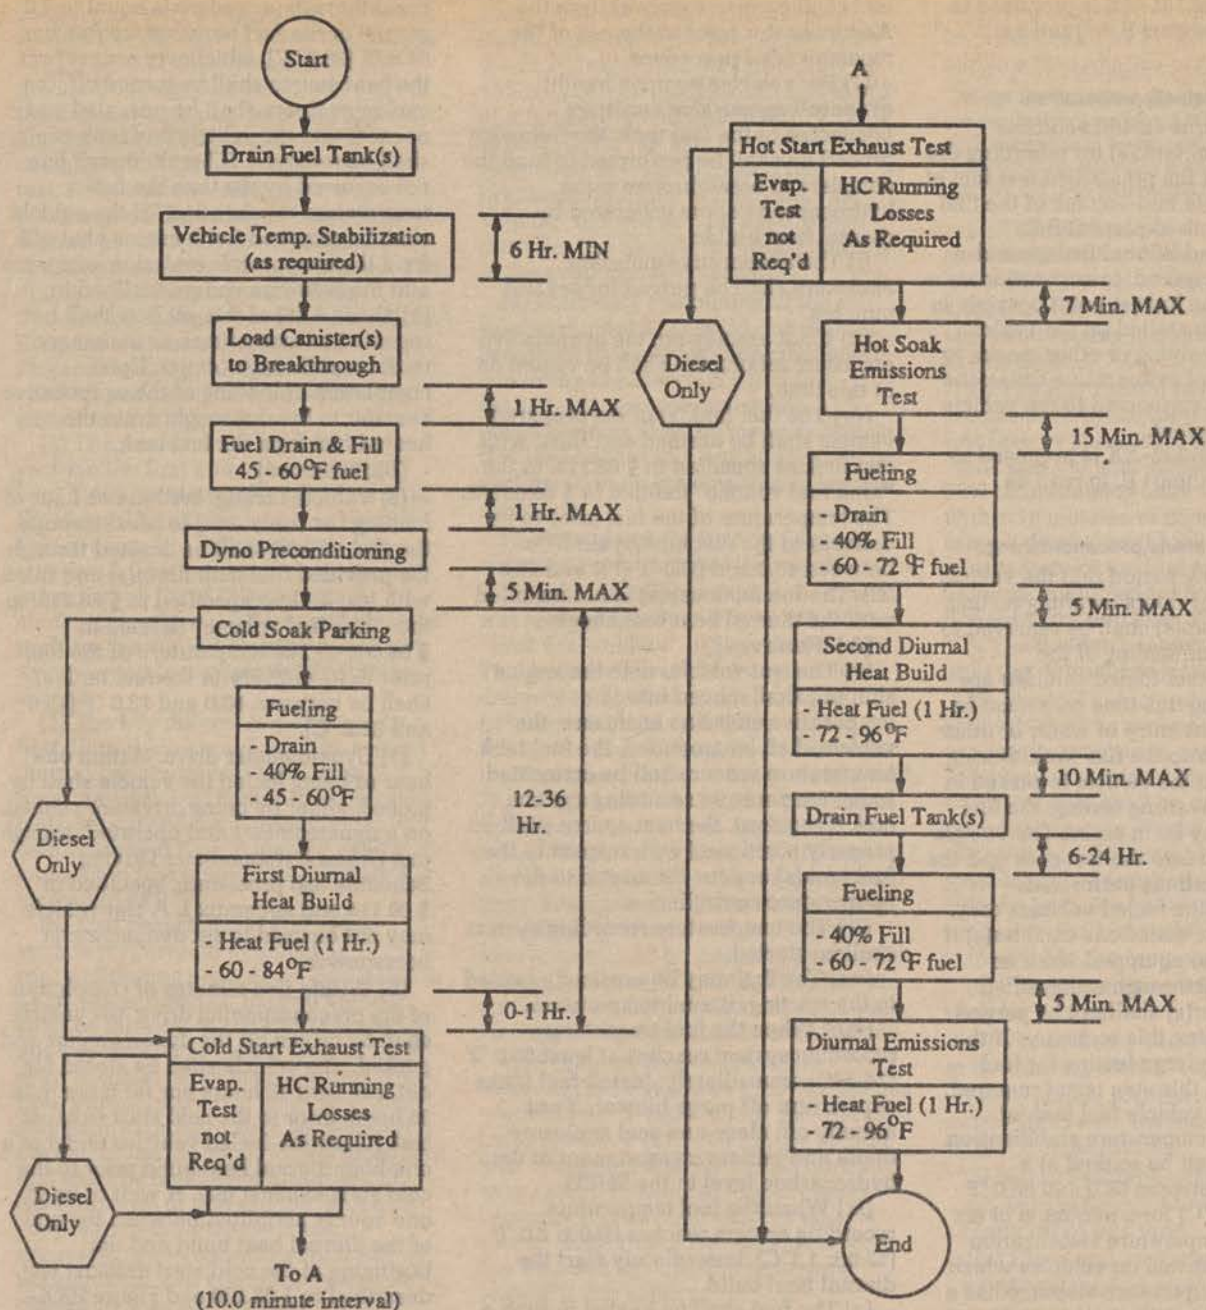 Start
Drain Fuel Tank(s)
Vehicle Temp. Stabilization
(as required)
6 Hr. MIN
Load Canister(s)
to Breakthrough
1 Hr. MAX
Fuel Drain & Fill
45 - 60°F fuel
1 Hr. MAX
Dyno Preconditioning
5 Min. MAX
Cold Soak Parking
Fueling
- Drain
- 40% Fill
- 45 - 60°F
12-36
Hr.
Diesel
Only
First Diurnal
Heat Build
- Heat Fuel (1 Hr.)
- 60 - 84°F
0-1 Hr.
Cold Start Exhaust Test
Evap.
Test
not
Req'd
HC Running
Losses
As Required
Diesel
Only
To A
(10.0 minute interval)
A
Hot Start Exhaust Test
Evap.
Test
not
Req'd
HC Running
Losses
As Required
7 Min. MAX
Diesel
Only
Hot Soak
Emissions
Test
15 Min. MAX
Fueling
- Drain
- 40% Fill
- 60 - 72 °F fuel
5 Min. MAX
Second Diurnal
Heat Build
- Heat Fuel (1 Hr.)
- 72 - 96°F
10 Min. MAX
Drain Fuel Tank(s)
6-24 Hr.
Fueling
- 40% Fill
- 60 - 72 °F fuel
5 Min. MAX
Diurnal Emissions
Test
- Heat Fuel (1 Hr.)
- 72 - 96°F
End